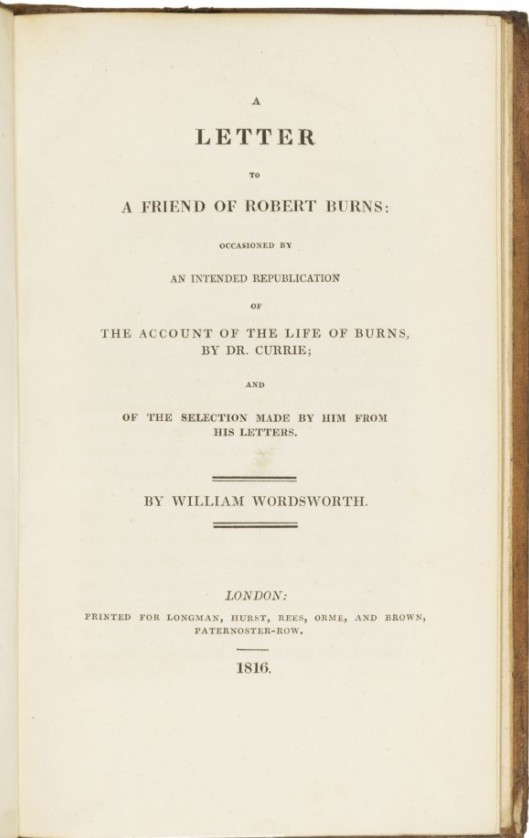 A
LETTER
TO
A FRIEND OF ROBERT BURNS:
OCCASIONED BY
AN INTENDED REPUBLICATION
OF
THE ACCOUNT OF THE LIFE OF BURNS,
BY DR. CURRIE;
AND
OF THE SELECTION MADE BY HIM FROM
HIS LETTERS.
BY WILLIAM WORDSWORTH.
LONDON:
PRINTED FOR LONGMAN, HURST, REES, ORME, AND BROWN,
PATERNOSTER-ROW.
1816.